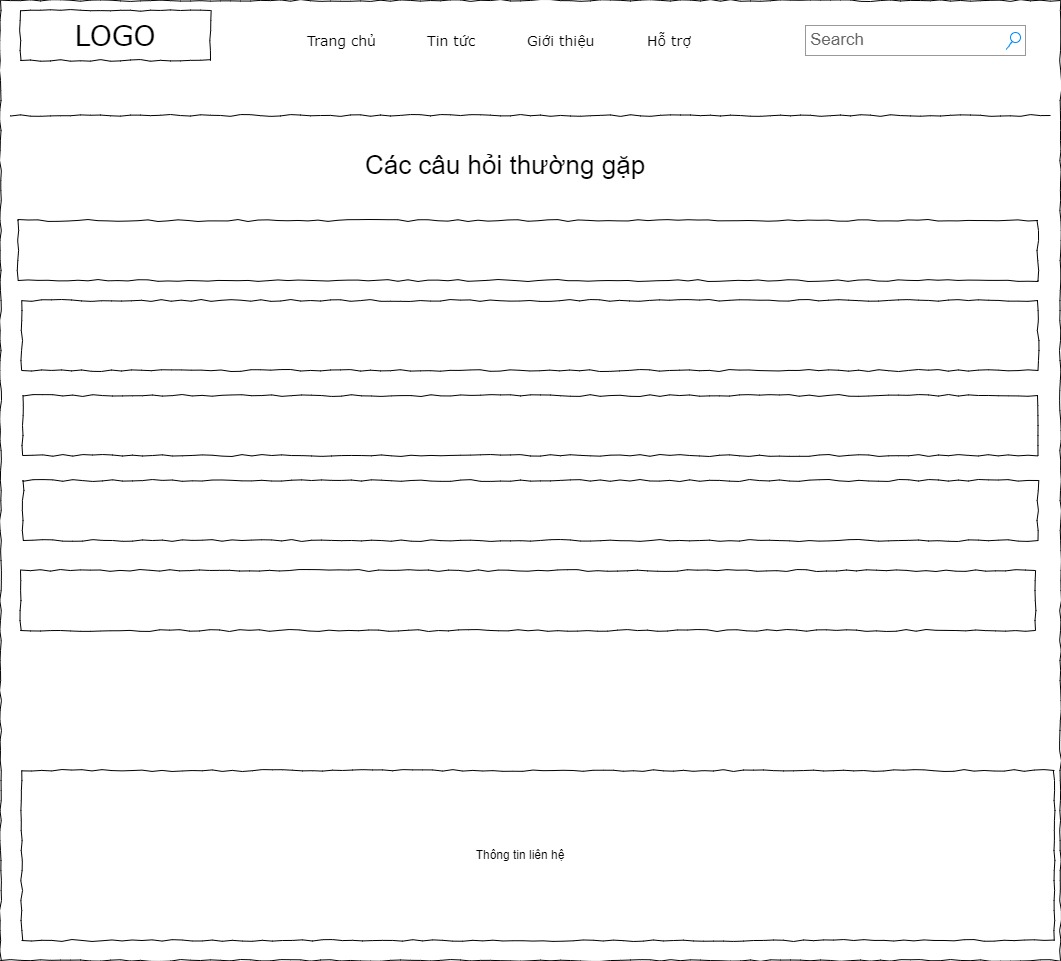 LOGO
Trang chủ
Tin tức
Giới thiệu
Hỗ trợ
Search
Các câu hỏi thường gặp
Thông tin liên hệ